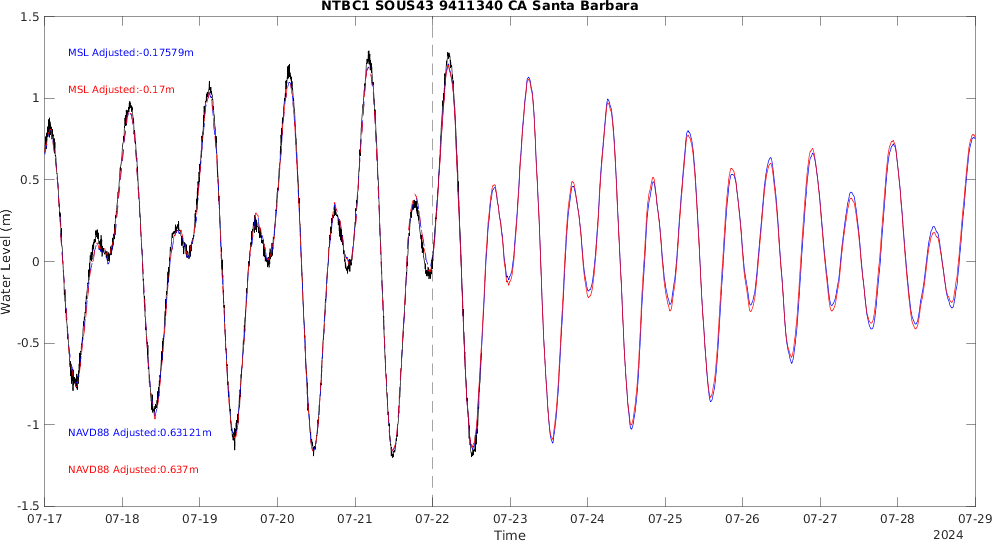 NTBC1 SOUS43 9411340 CA Santa Barbara
1.5
MSL Adjusted:-0.17579m
MSL Adjusted:-0.17m
1
0.5
Water Level (m)
0
-0.5
-1
NAVD88 Adjusted:0.63121m
NAVD88 Adjusted:0.637m
-1.5
07-17 07-18 07-19 07-20 07-21 07-22 07-23 07-24 07-25 07-26 07-27 07-28 07-29
Time
2024